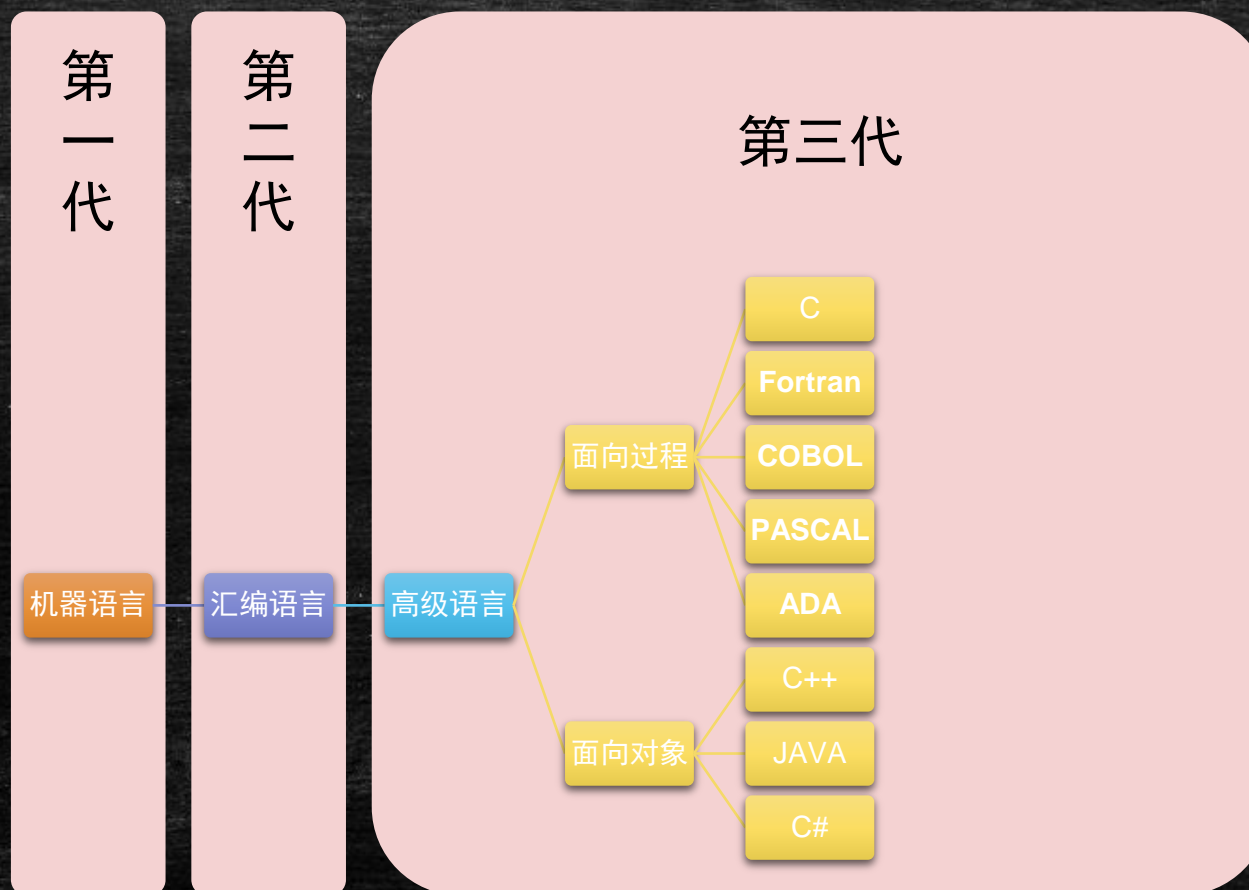 第一代
第二代
第三代
机器语言
汇编语言
高级语言
面向过程
C
Fortran
COBOL
PASCAL
ADA
面向对象
C++
JAVA
C#